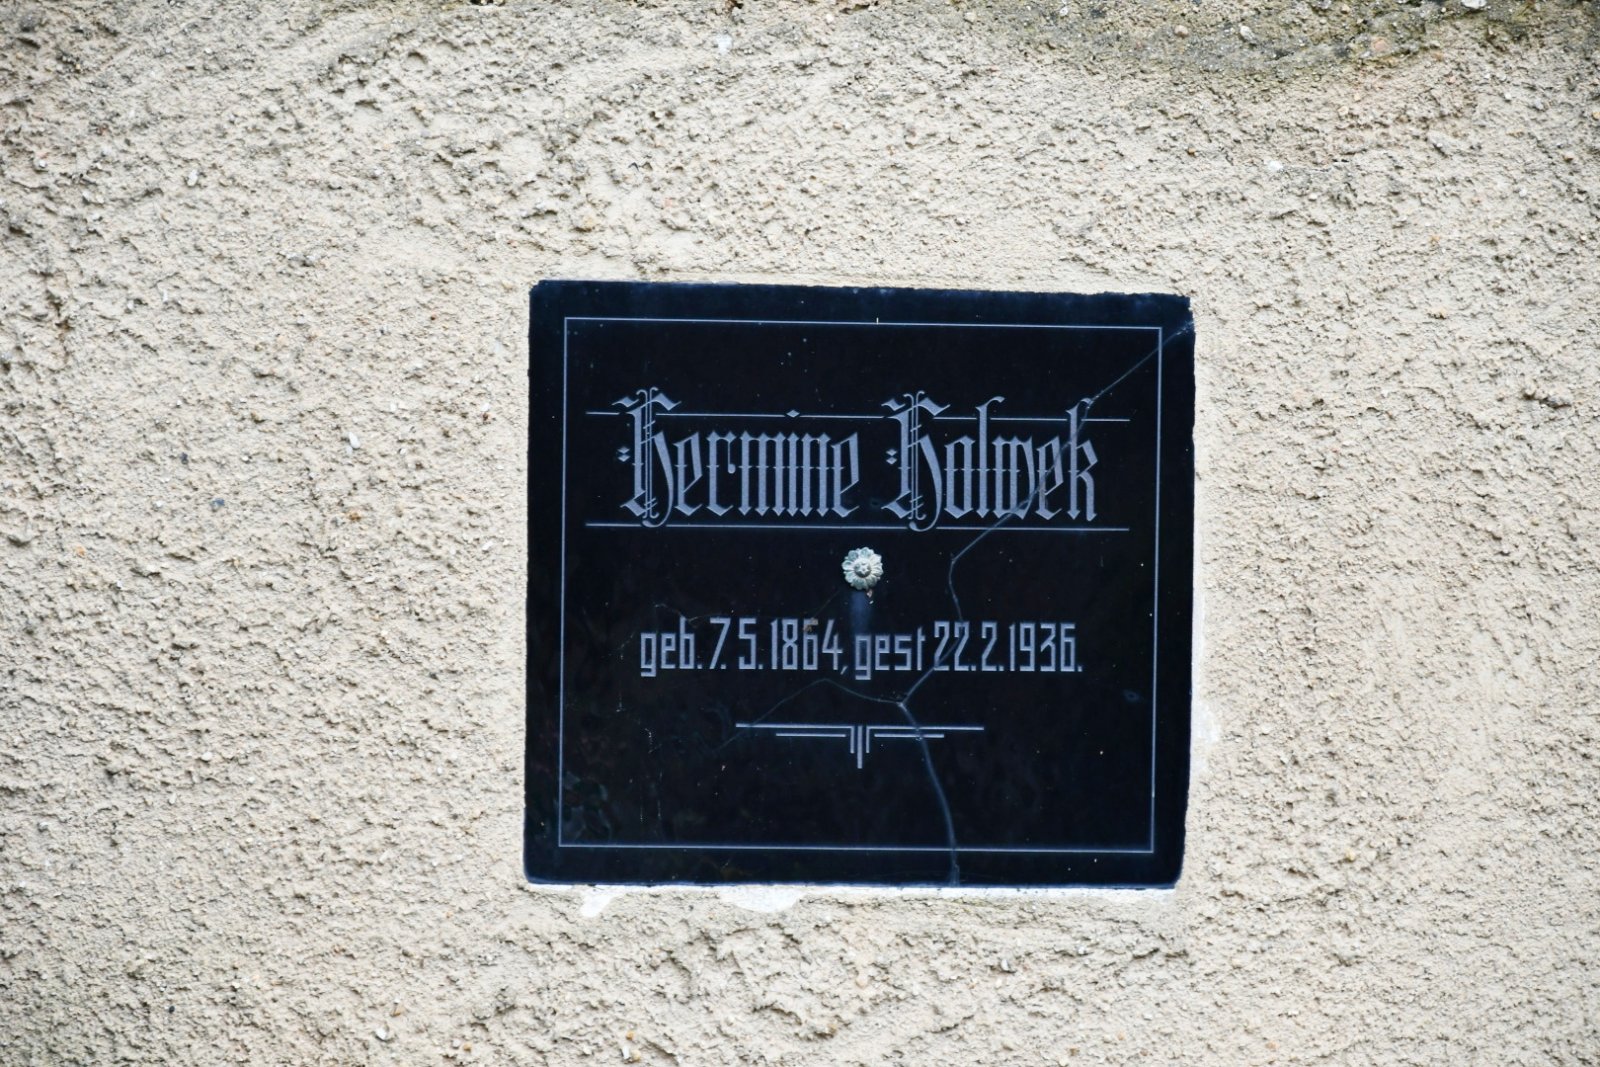 Hermine Holwek
geb. 7. 5. 1864, gest 22. 2. 1936.